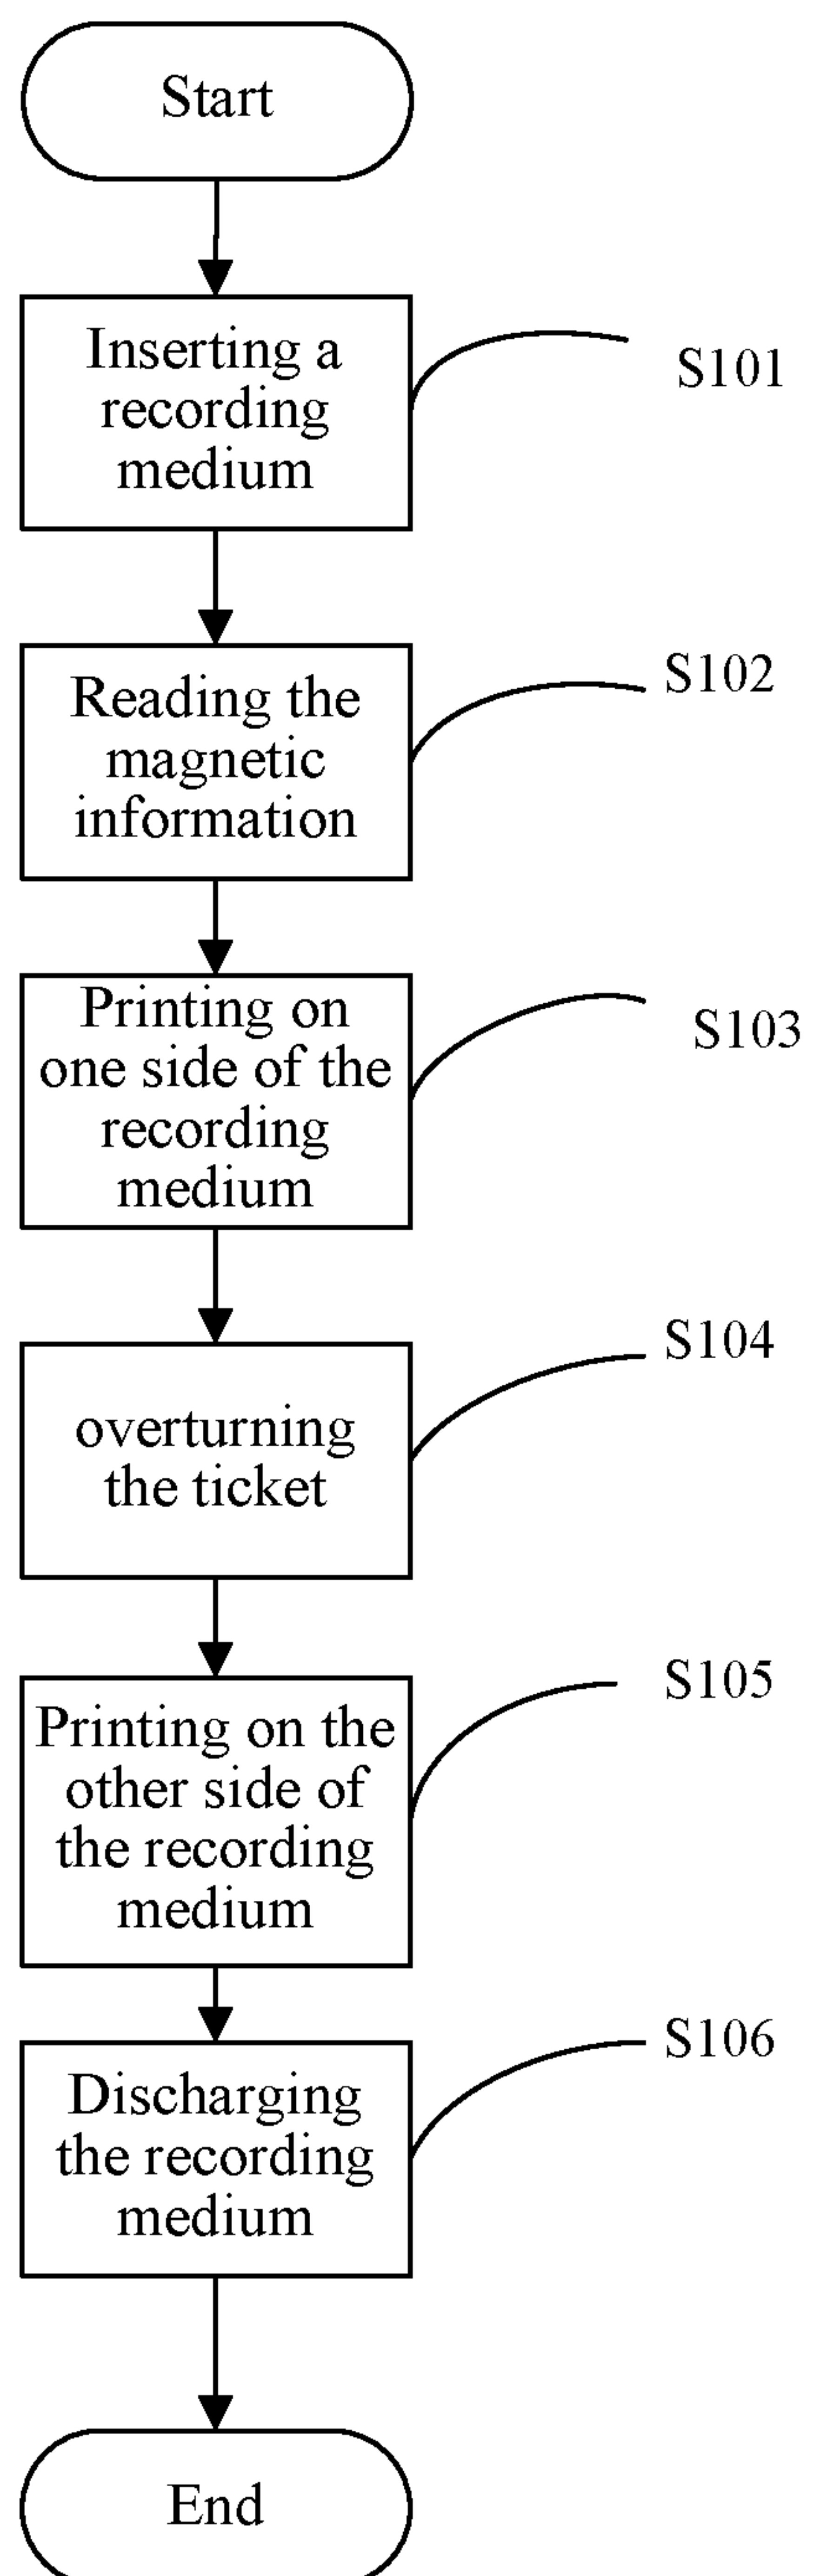 Start
Inserting a
recording
medium
S101
Reading the
magnetic
information
S102
Printing on
one side of the
recording
medium
S103
overturning
the ticket
S104
Printing on the
other side of
the recording
medium
S105
Discharging
the recording
medium
S106
End